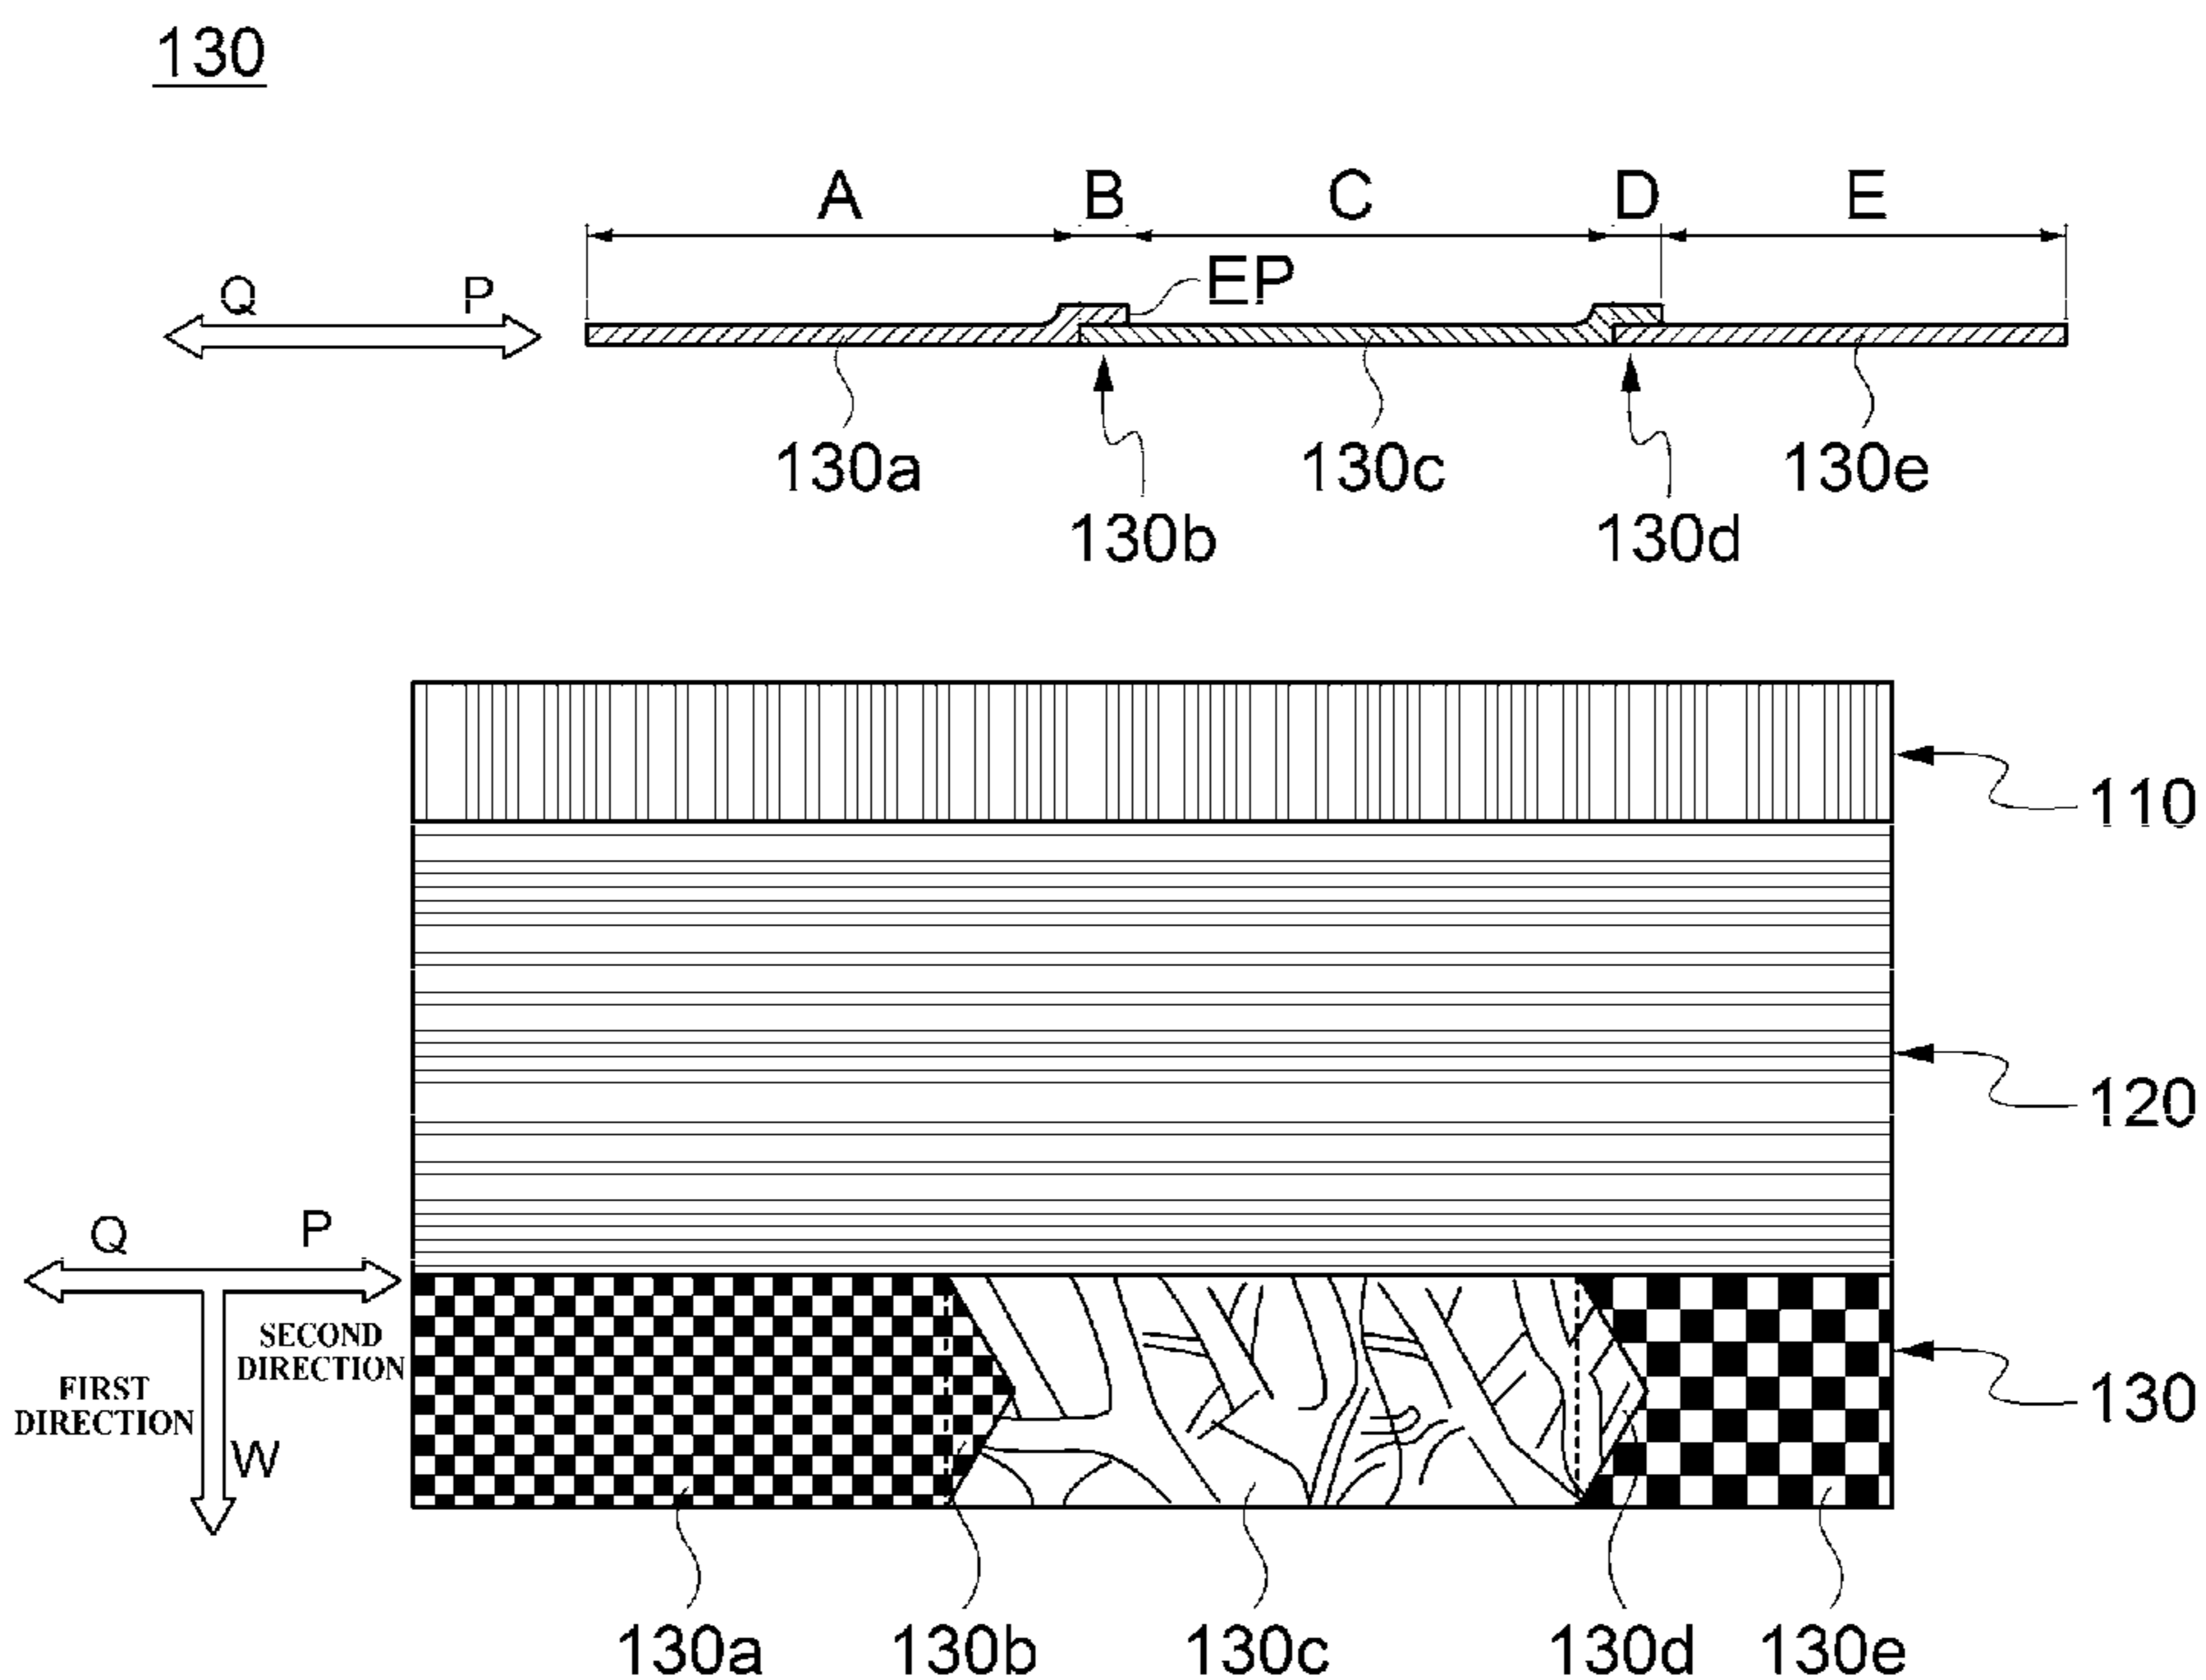 130
A B C D E
Q P EP
130a 130c 130e
130b 130d
110
120
Q P
SECOND
DIRECTION
FIRST
DIRECTION
W
130
130a 130b 130c 130d 130e